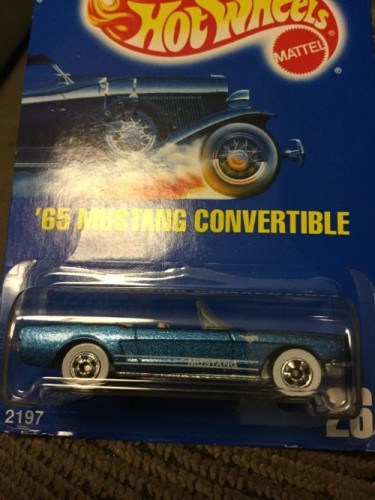 Hot Wheels
MATTEL
®
'65 MUSTANG CONVERTIBLE
MUSTANG
2197